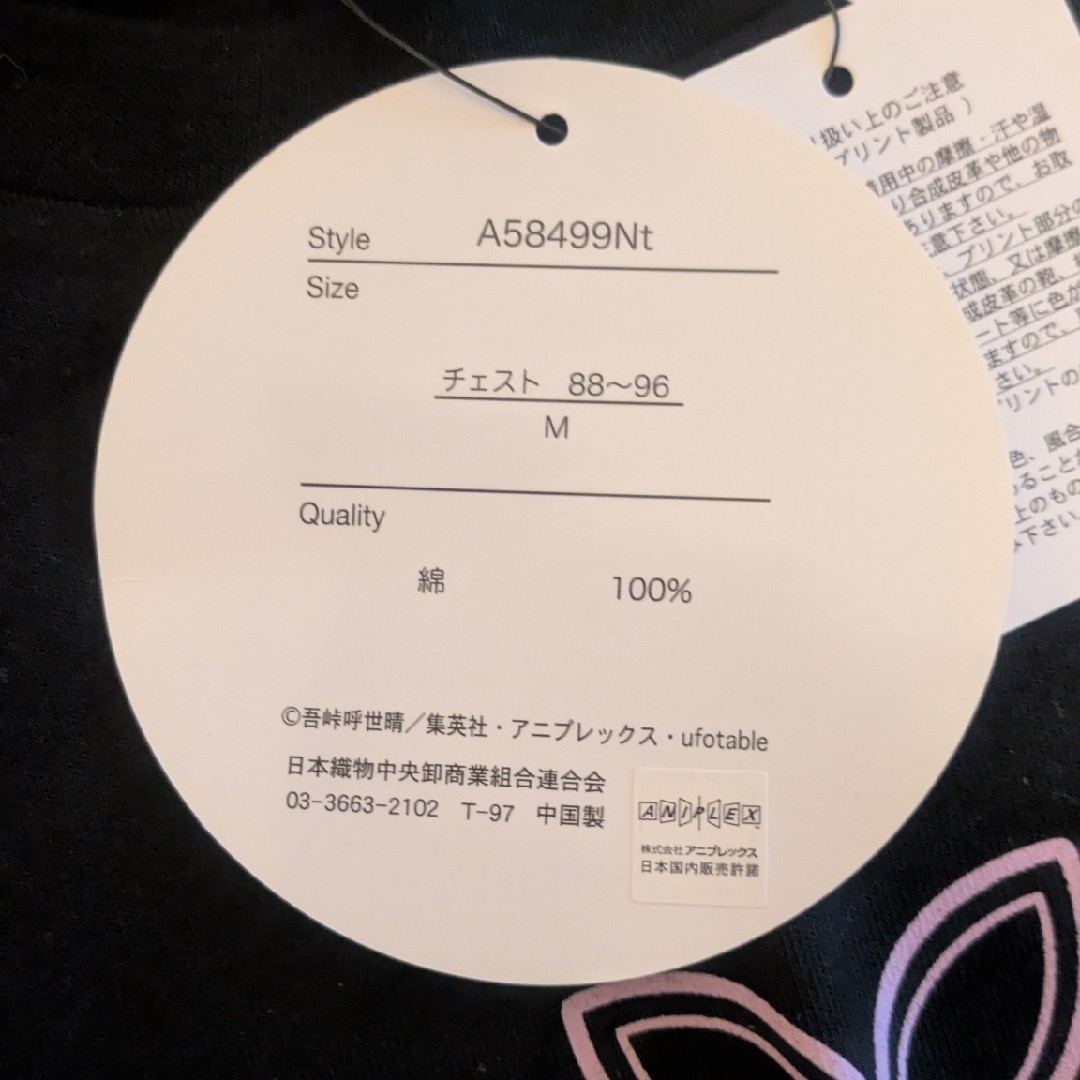 Style A58499Nt
Size
チェスト 88〜96
M
Quality
綿 100%
©吾峠呼世晴／集英社・アニプレックス・ufotable
日本織物中央卸商業組合連合会
03-3663-2102 T-97 中国製
ANIPLEX
株式会社アニプレックス
日本国内販売許諾
扱い上のご注意
プリント製品 )
着用中の摩擦・汗や湿
り合成皮革や他の物
ありますので、お取
注意下さい。
、プリント部分の
状態、又は摩擦
成皮革の鞄、
ート等に色が
ますので、
さい。
プリントの
色、風合
あること
上のもの
み下さい